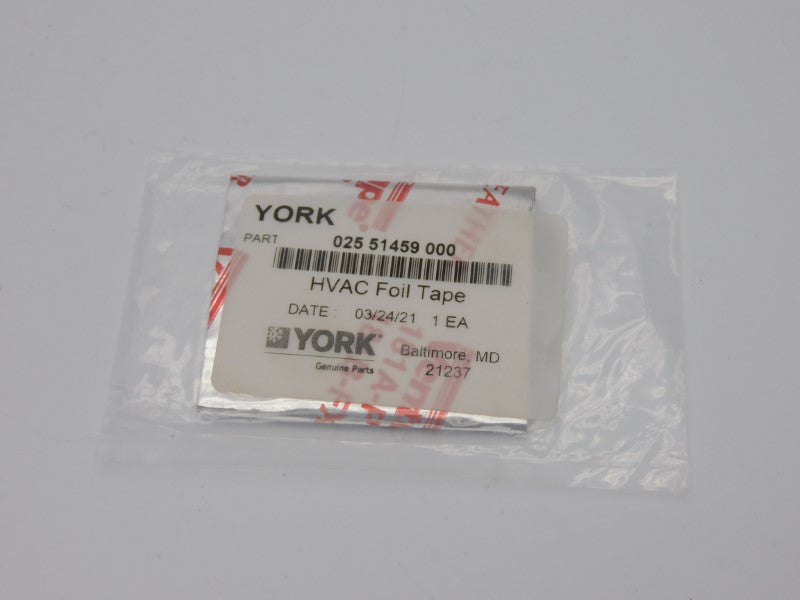 YORK
PART 025 51459 000
HVAC Foil Tape
DATE : 03/24/21 1 EA
YORK® Baltimore, MD
Genuine Parts 21237
181A-P